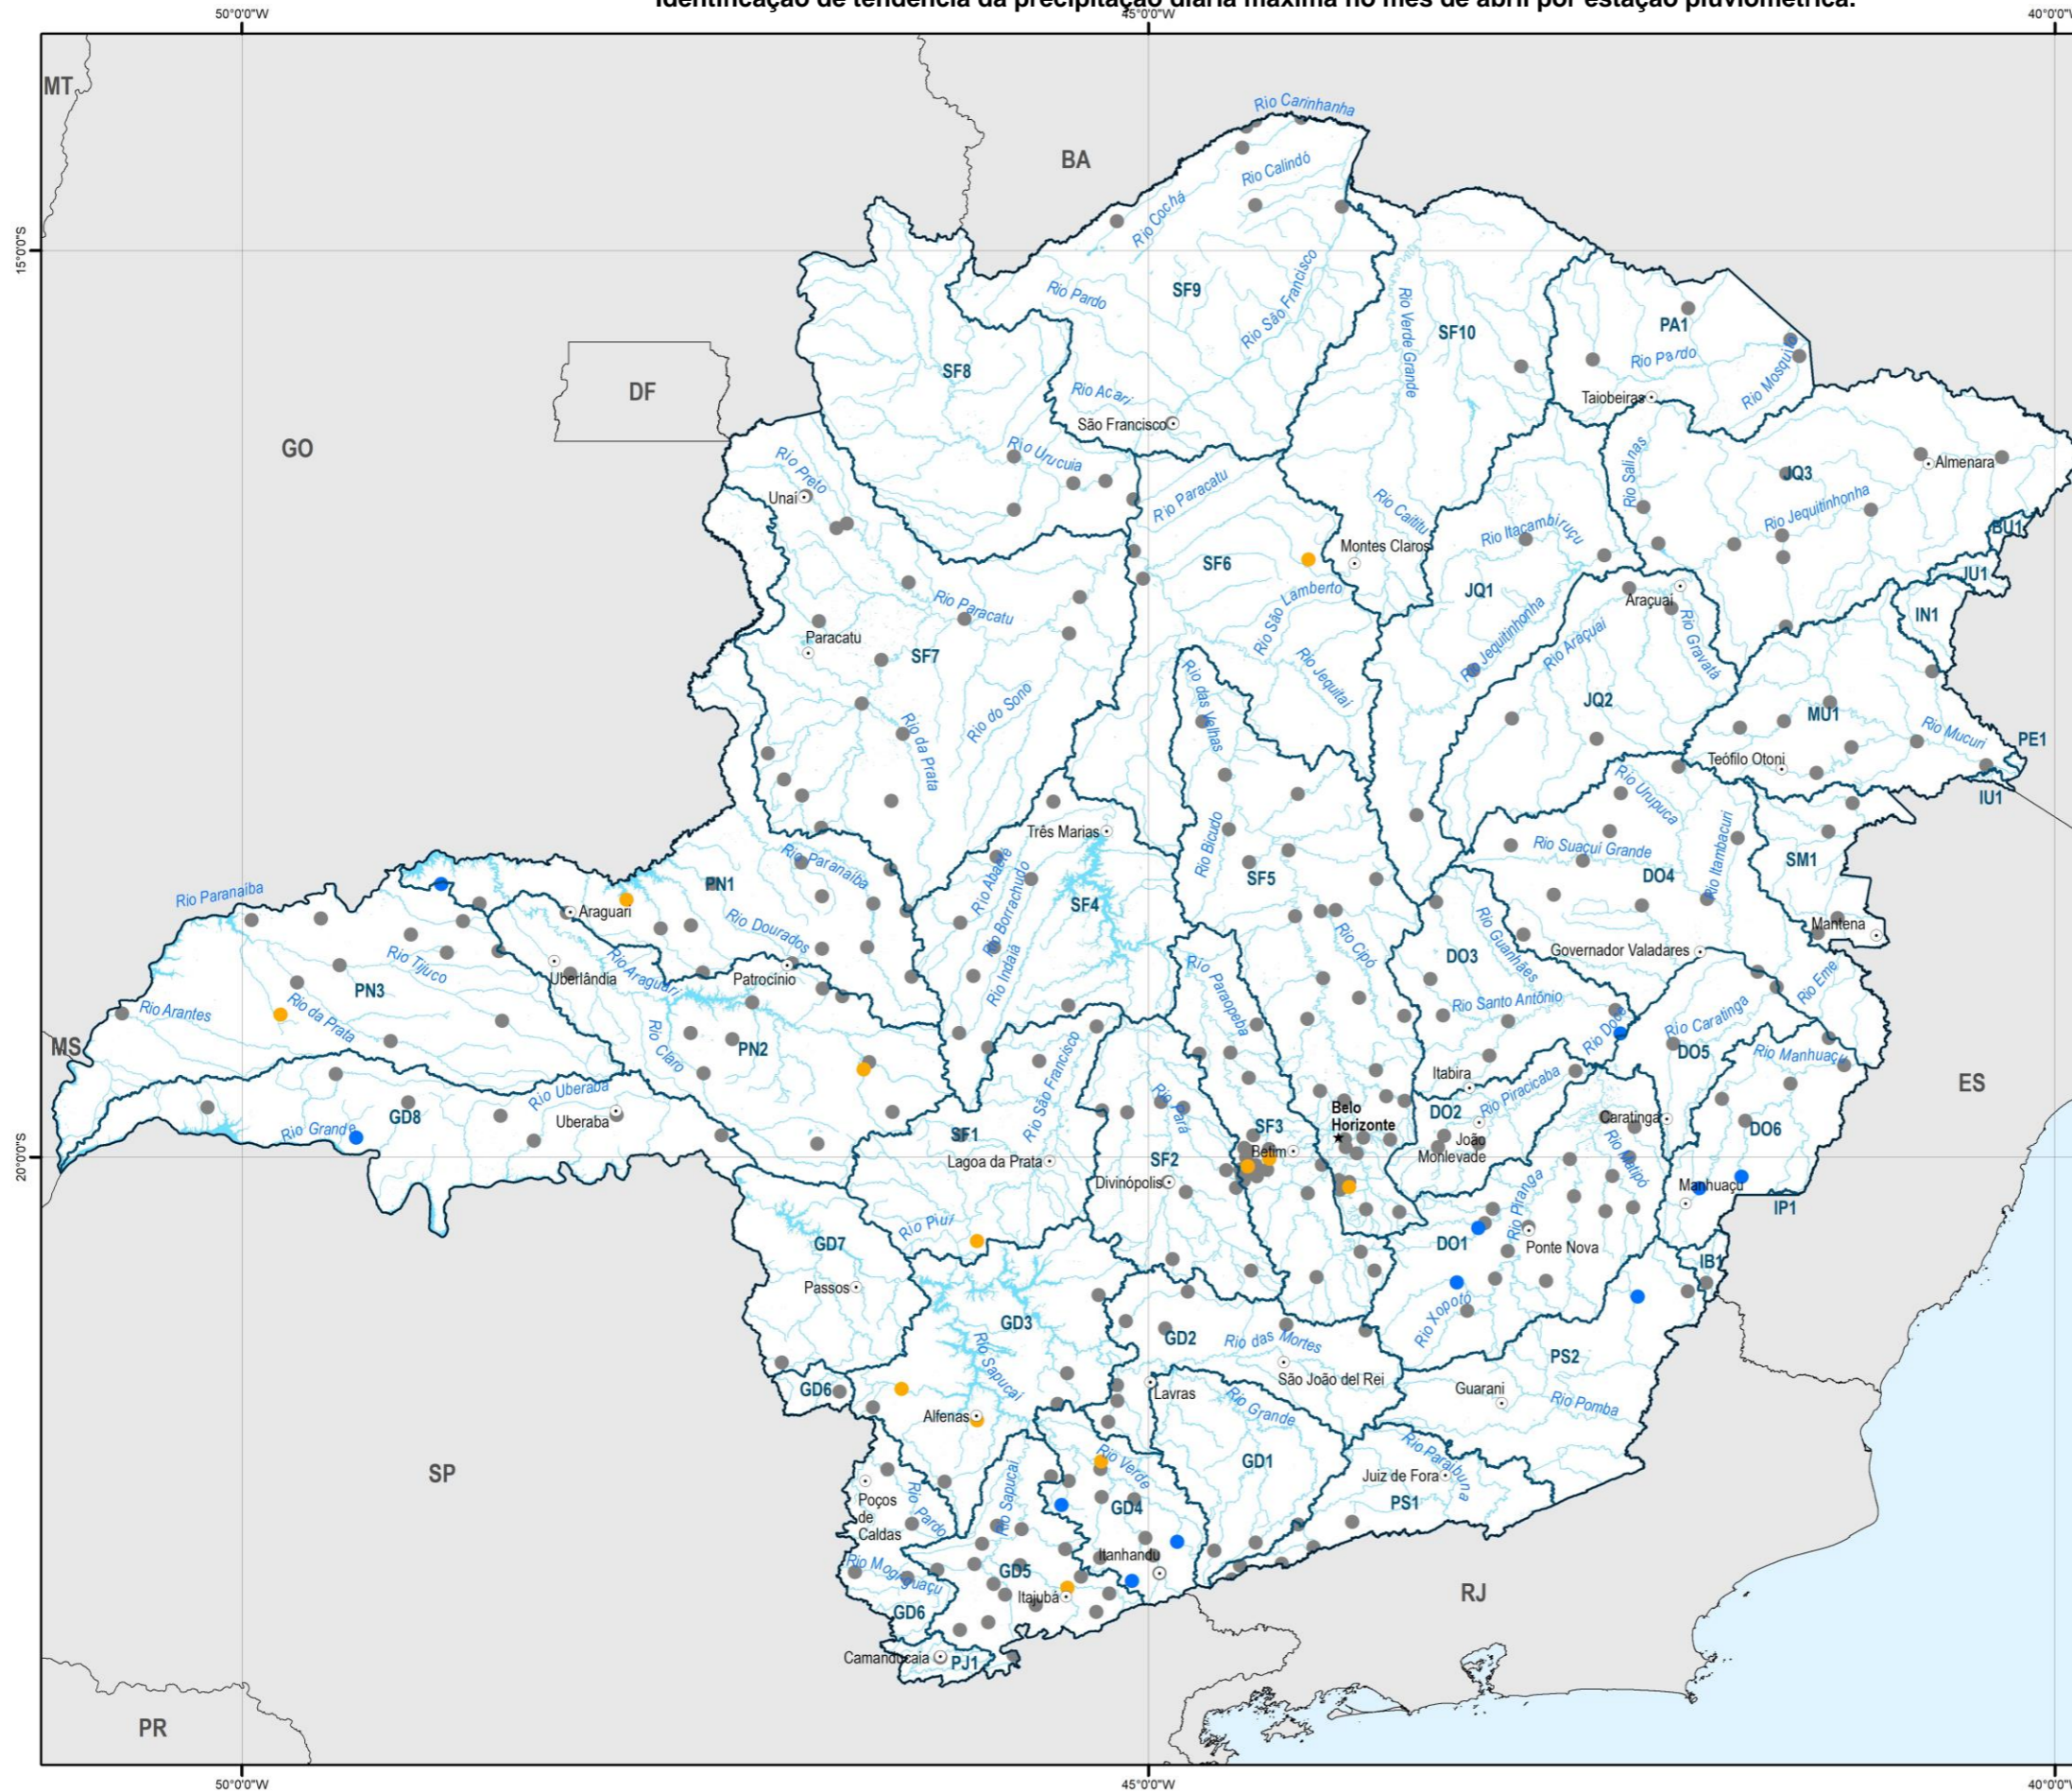 Identificação de tendência da precipitação diária máxima no mês de abril por estação pluviométrica.
50°0'0"W
45°0'0"W
40°0'0"W
MT
Rio Carinhanha
BA
Rio Calindó
Rio Cochá
15°0'0"S
SF9
Rio Pardo
Rio São Francisco
Rio Verde Grande
SF10
PA1
Rio Pardo
Rio Mosquito
SF8
DF
Rio Acari
Taiobeiras
São Francisco
GO
Rio Urucuia
Rio Preto
Rio Salinas
Almenara
JQ3
Unaí
Rio Paracatu
Rio Caititu
Rio Jequitinhonha
Rio Itacambiruçu
BU1
Montes Claros
SF6
JU1
JQ1
Rio São Lamberto
Araçuaí
Rio Paracatu
IN1
Rio Jequitinhonha
Rio Araçuaí
Rio Gravatá
Paracatu
SF7
Rio Jequitaí
Rio das Velhas
JQ2
Rio do Sono
MU1
Rio da Prata
Rio Mucuri
PE1
Teófilo Otoni
IU1
Rio Urupuca
Três Marias
Rio Bicudo
Rio Itambacuri
Rio Suaçuí Grande
SM1
Rio Paranaíba
Rio Abaeté
PN1
SF5
DO4
Rio Paranaíba
Rio Borrachudo
SF4
Araguari
Rio Dourados
Rio Guanhães
Mantena
Rio Cipó
Governador Valadares
DO3
Rio Tijuco
Uberlândia
Rio Araguari
Patrocínio
Rio Indaiá
Rio Paraopeba
Rio Eme
PN3
Rio Arantes
Rio da Prata
Rio Santo Antônio
Rio Doce
Rio Caratinga
MS
Rio Claro
PN2
Rio São Francisco
DO5
Rio Manhuaçu
Itabira
ES
Rio Uberaba
Rio Pará
Rio Piracicaba
GD8
Uberaba
Belo
Horizonte
DO2
Caratinga
Rio Grande
SF1
SF3
João
Monlevade
DO6
20°0'0"S
Lagoa da Prata
SF2
Betim
Rio Matipó
Divinópolis
Rio Piranga
Manhuaçu
IP1
Rio Piuí
GD7
DO1
Ponte Nova
IB1
Passos
Rio Xopotó
GD3
GD2
Rio das Mortes
Rio Sapucaí
PS2
São João del Rei
GD6
Lavras
Guarani
Alfenas
Rio Grande
Rio Pomba
Rio Verde
GD1
Rio Paraibuna
SP
Juiz de Fora
Rio Sapucaí
Poços
de
Caldas
Rio Pardo
GD4
PS1
Itanhandu
Rio Mogi-guaçu
GD5
Itajubá
RJ
GD6
Camanducaia
PJ1
PR
50°0'0"W
45°0'0"W
40°0'0"W